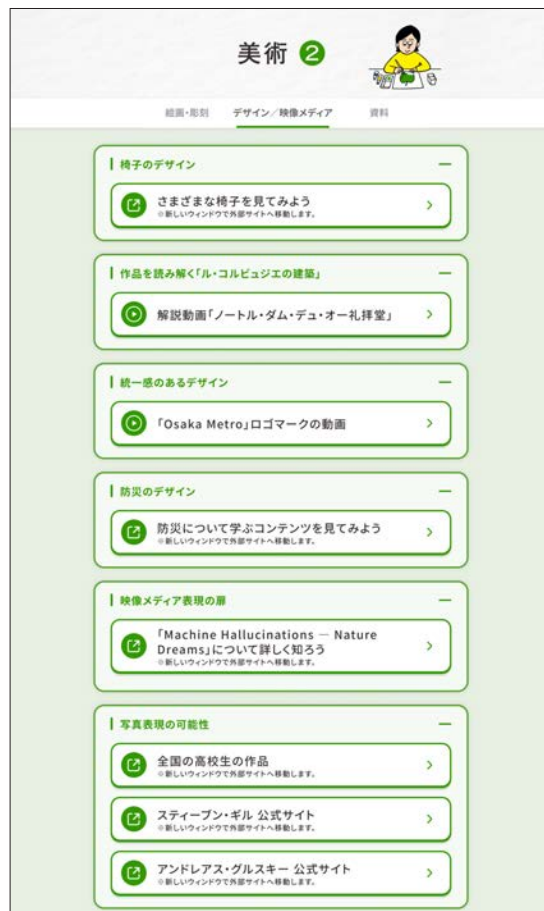 美術 2
絵画・彫刻 デザイン／映像メディア 資料
椅子のデザイン
さまざまな椅子を見てみよう
※新しいウィンドウで外部サイトへ移動します。
作品を読み解く「ル・コルビュジエの建築」
解説動画「ノートル・ダム・デュ・オー礼拝堂」
統一感のあるデザイン
「Osaka Metro」ロゴマークの動画
防災のデザイン
防災について学ぶコンテンツを見てみよう
※新しいウィンドウで外部サイトへ移動します。
映像メディア表現の扉
「Machine Hallucinations — Nature
Dreams」について詳しく知ろう
※新しいウィンドウで外部サイトへ移動します。
写真表現の可能性
全国の高校生の作品
※新しいウィンドウで外部サイトへ移動します。
スティーブン・ギル 公式サイト
※新しいウィンドウで外部サイトへ移動します。
アンドレアス・グルスキー 公式サイト
※新しいウィンドウで外部サイトへ移動します。